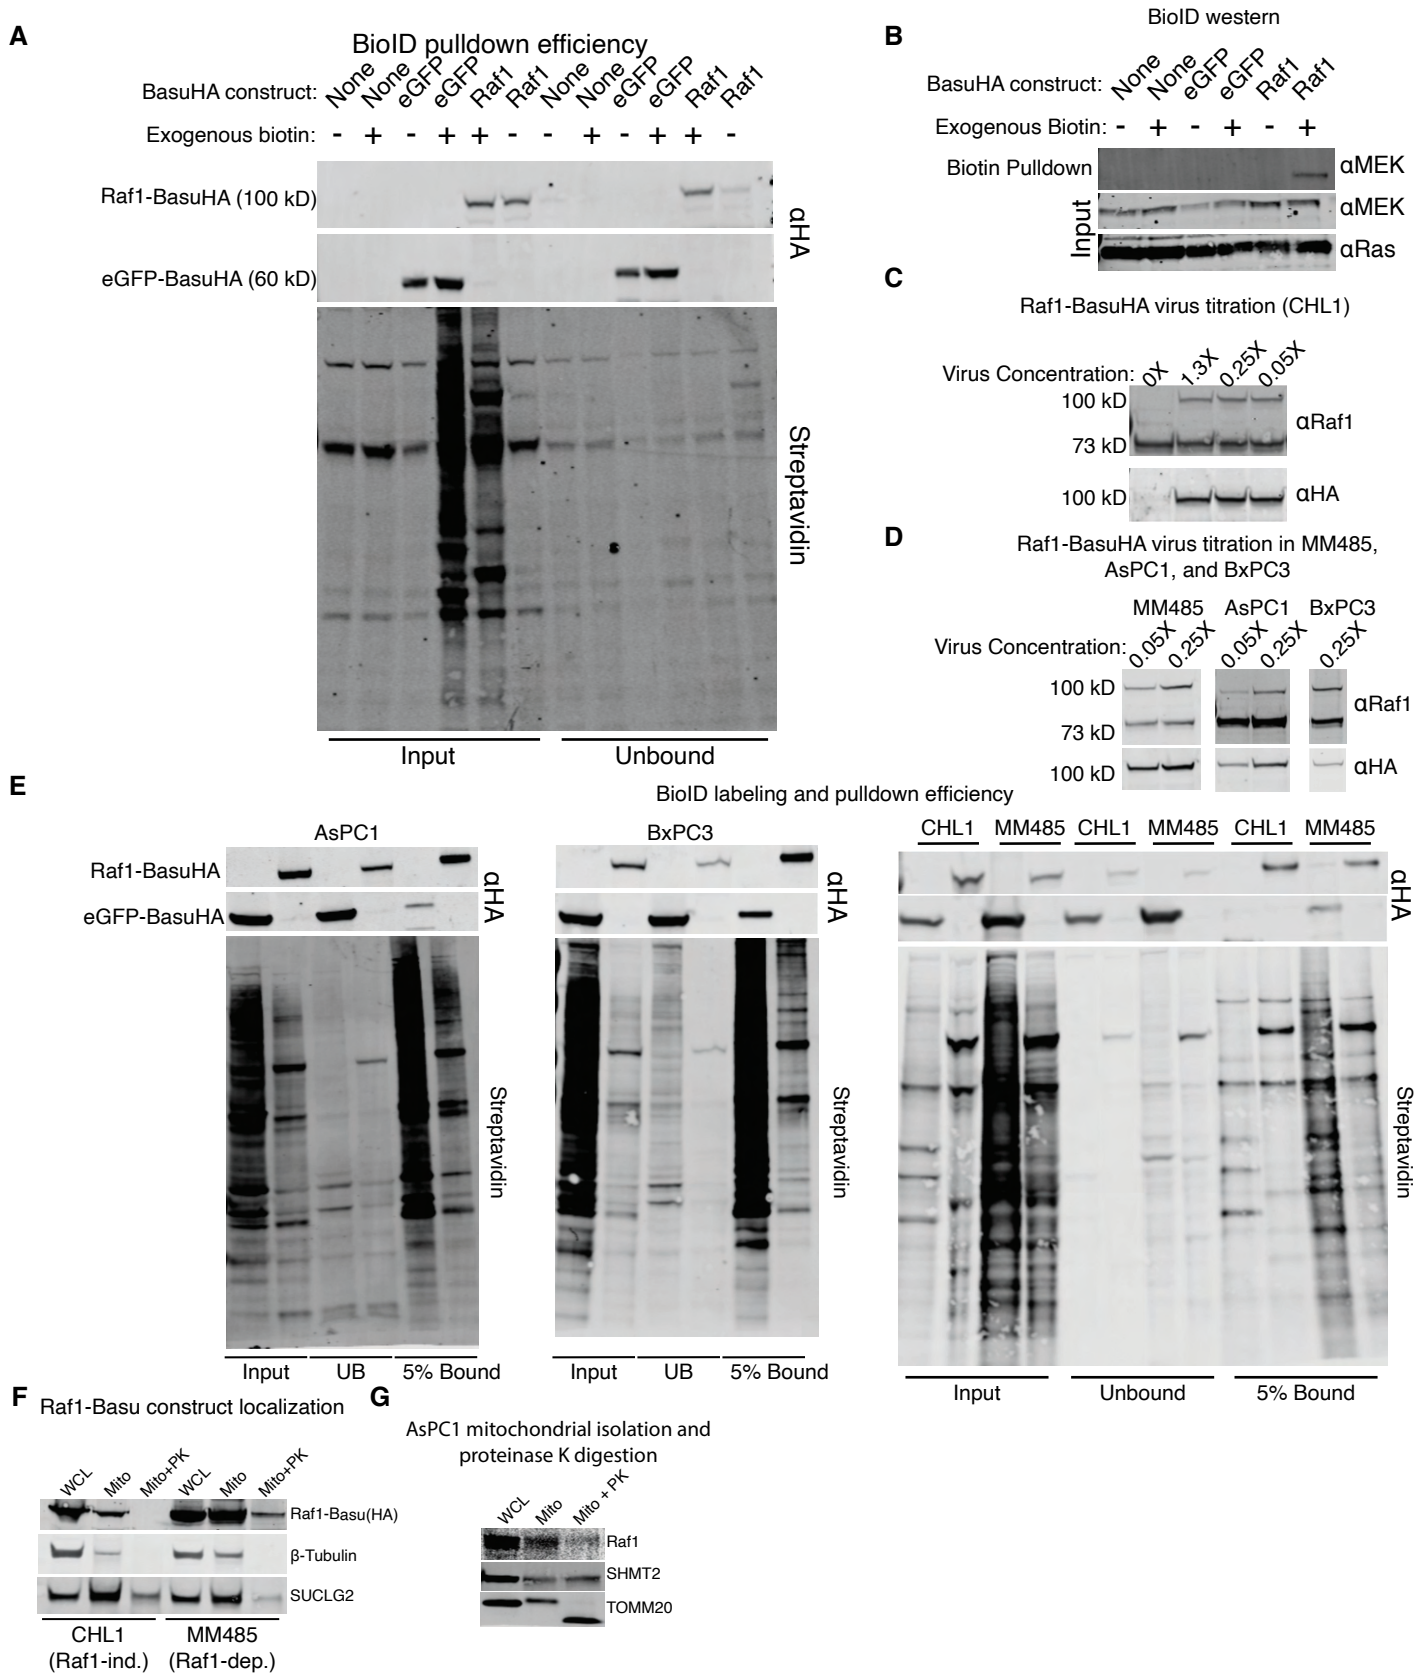 A
BioID pulldown efficiency
BasuHA construct: None None eGFP eGFP Raf1 Raf1 None None eGFP eGFP Raf1 Raf1
Exogenous biotin: - + - + + - - + - + + -
Raf1-BasuHA (100 kD)
eGFP-BasuHA (60 kD)
αHA
Streptavidin
Input Unbound
B
BioID western
BasuHA construct: None None eGFP eGFP Raf1 Raf1
Exogenous Biotin: - + - + - +
Biotin Pulldown αMEK
Input
αMEK
αRas
C
Raf1-BasuHA virus titration (CHL1)
Virus Concentration: 0X 1.3X 0.25X 0.05X
100 kD
αRaf1
73 kD
100 kD αHA
D
Raf1-BasuHA virus titration in MM485,
AsPC1, and BxPC3
MM485 AsPC1 BxPC3
Virus Concentration: 0.05X 0.25X 0.05X 0.25X 0.25X
100 kD
αRaf1
73 kD
100 kD αHA
E
BioID labeling and pulldown efficiency
AsPC1
Raf1-BasuHA
eGFP-BasuHA
αHA
Streptavidin
Input UB 5% Bound
BxPC3
αHA
Streptavidin
Input UB 5% Bound
CHL1 MM485 CHL1 MM485 CHL1 MM485
αHA
Streptavidin
Input Unbound 5% Bound
F
Raf1-Basu construct localization
WCL Mito Mito+PK WCL Mito Mito+PK
Raf1-Basu(HA)
β-Tubulin
SUCLG2
CHL1 MM485
(Raf1-ind.) (Raf1-dep.)
G
AsPC1 mitochondrial isolation and
proteinase K digestion
WCL Mito Mito + PK
Raf1
SHMT2
TOMM20